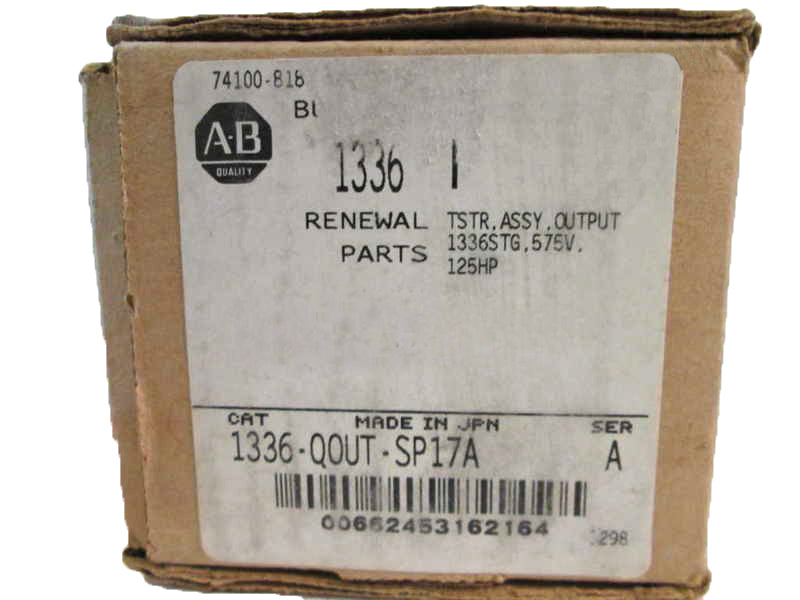 74100-818
A-B
QUALITY
1336
RENEWAL PARTS
TSTR,ASSY,OUTPUT
1336STG,575V,
125HP
CAT MADE IN JPN SER
1336-QOUT-SP17A A
00662453162164
298